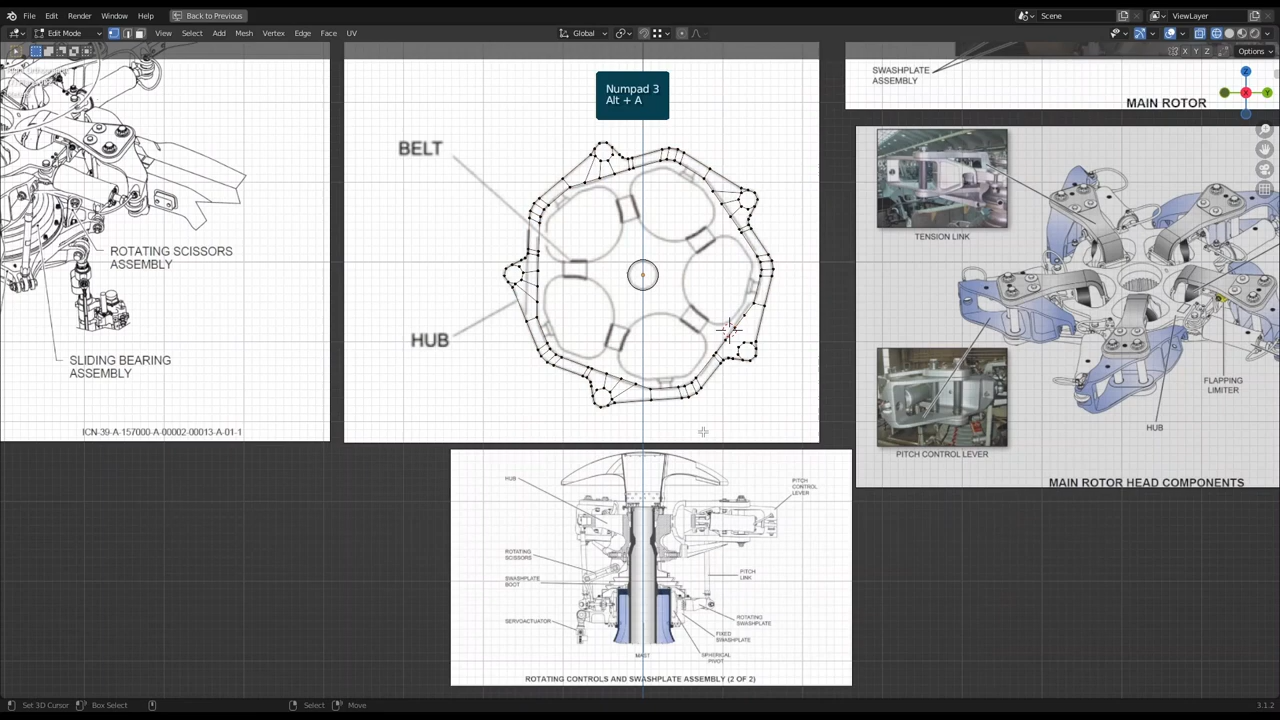 File Edit Render Window Help Back to Previous Scene ViewLayer
Edit Mode View Select Add Mesh Vertex Edge Face UV Global
X Y Z Options
Numpad 3
Alt + A
SWASHPLATE
ASSEMBLY
MAIN ROTOR
Z
X
Y
BELT
HUB
ROTATING SCISSORS
ASSEMBLY
SLIDING BEARING
ASSEMBLY
ICN-39-A-157000-A-00002-00013-A-01-1
TENSION LINK
FLAPPING
LIMITER
HUB
PITCH CONTROL LEVER
MAIN ROTOR HEAD COMPONENTS
HUB
PITCH
CONTROL
LEVER
ROTATING
SCISSORS
SWASHPLATE
BOOT
SERVOACTUATOR
PITCH
LINK
ROTATING
SWASHPLATE
FIXED
SWASHPLATE
SPHERICAL
PIVOT
MAST
ROTATING CONTROLS AND SWASHPLATE ASSEMBLY (2 OF 2)
Set 3D Cursor Box Select Select Move 3.1.2